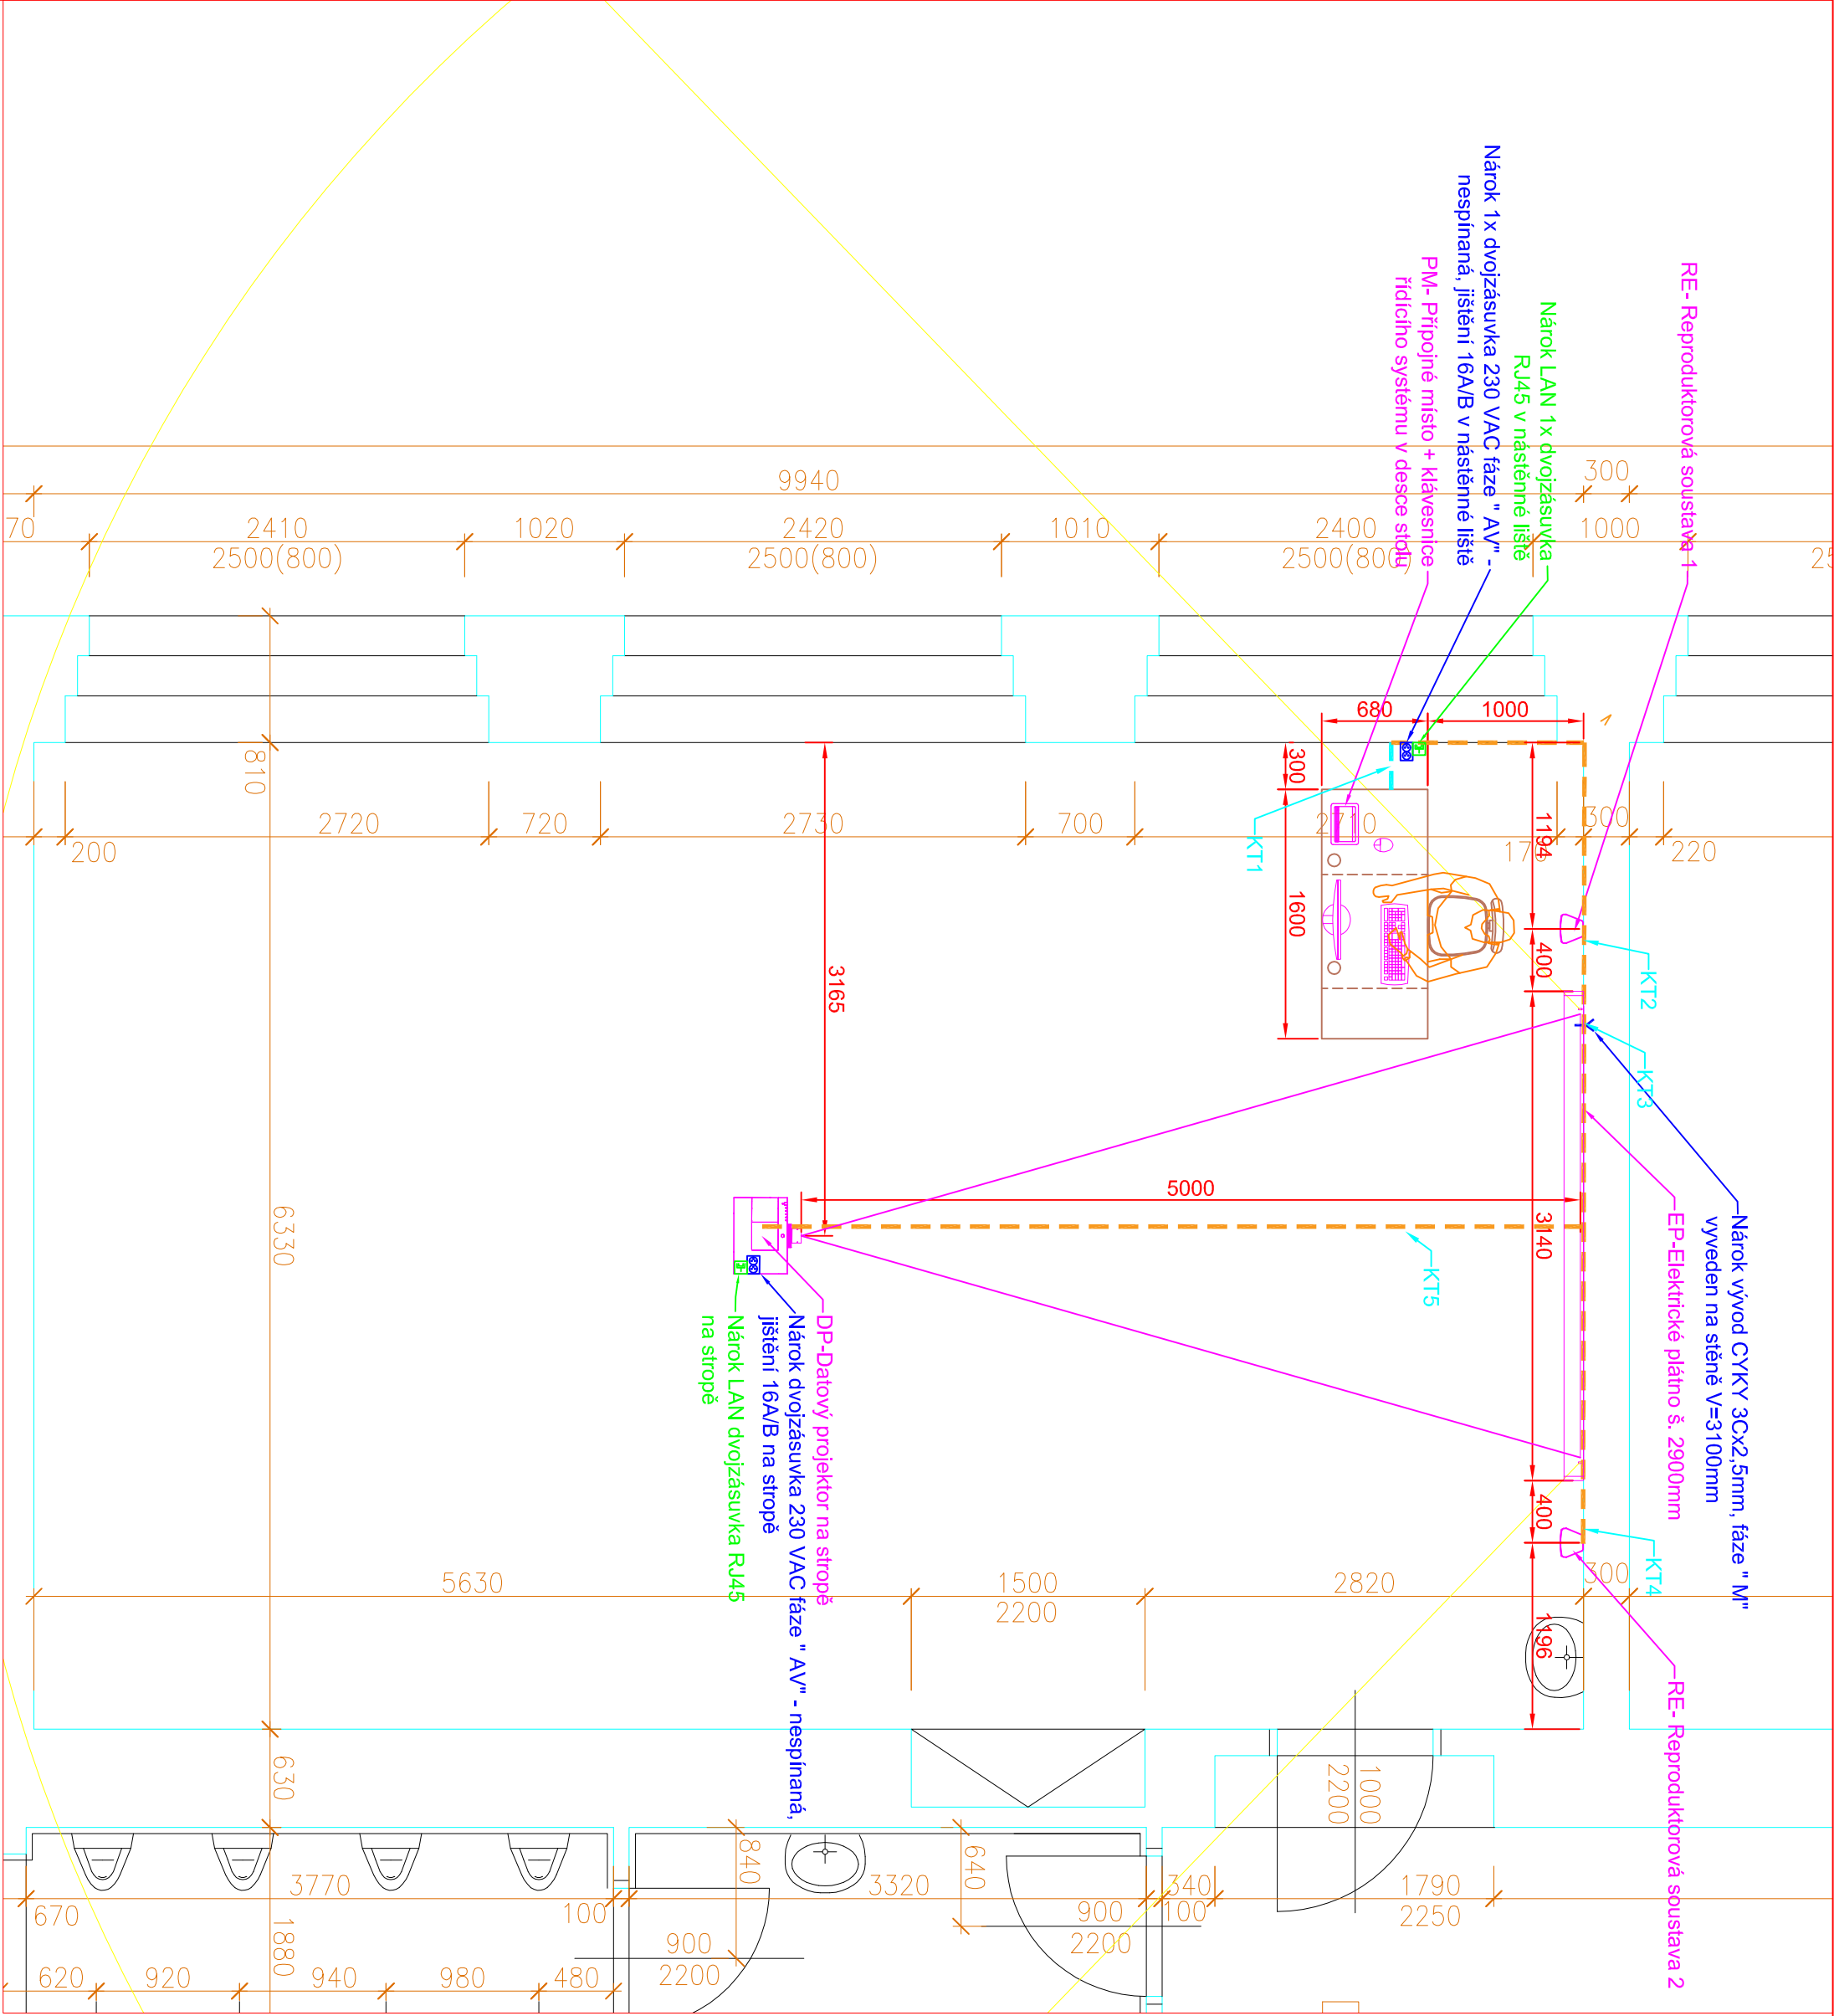 RE- Reproduktorová soustava 1
Nárok LAN 1x dvojzásuvka
RJ45 v nástěnné liště
Nárok 1x dvojzásuvka 230 VAC fáze " AV" -
nespínaná, jištění 16A/B v nástěnné liště
PM- Přípojné místo + klávesnice
řídícího systému v desce stolu
KT1
KT2
KT3
KT4
KT5
Nárok vývod CYKY 3Cx2,5mm, fáze " M"
vyveden na stěně V=3100mm
EP-Elektrické plátno š. 2900mm
RE- Reproduktorová soustava 2
DP-Datový projektor na stropě
Nárok dvojzásuvka 230 VAC fáze " AV" - nespínaná,
jištění 16A/B na stropě
Nárok LAN dvojzásuvka RJ45
na stropě
9940
300
70
2410
2500(800)
1020
2420
2500(800)
1010
2400
2500(800)
1000
810
680
1000
300
1600
1194
400
3140
400
1196
3165
5000
200
2720
720
2730
700
2710
300
220
6330
5630
1500
2200
2820
300
630
1000
2200
840
640
3770
670
100
3320
340
100
1790
2250
900
2200
900
2200
1880
620
920
940
980
480